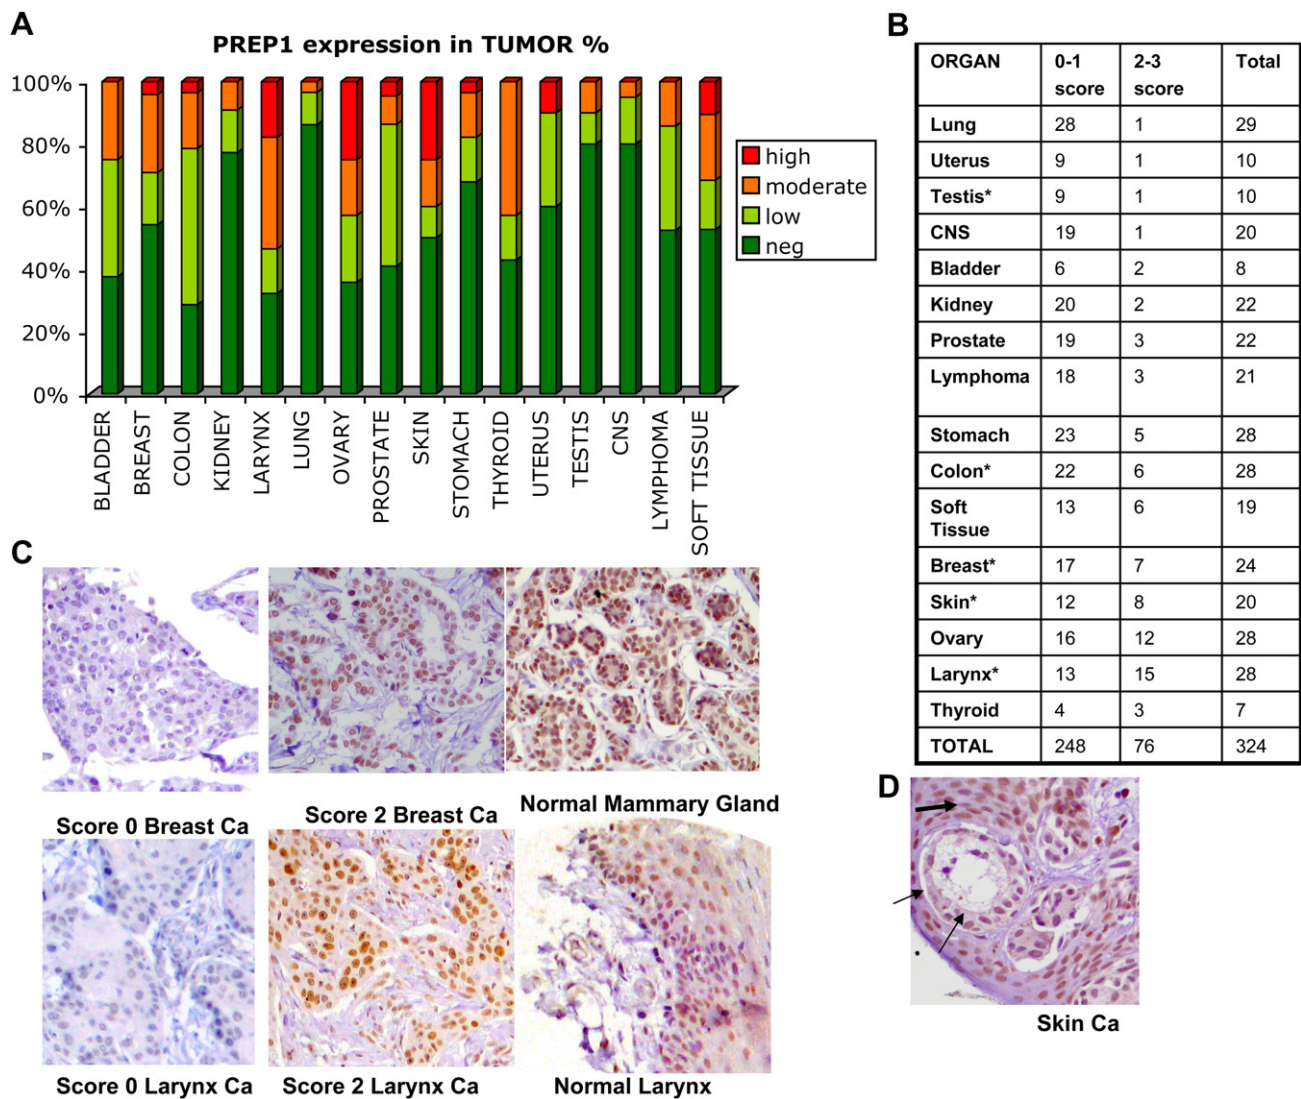 A
PREP1 expression in TUMOR %
100%
80%
60%
40%
20%
0%
high
moderate
low
neg
BLADDER
BREAST
COLON
KIDNEY
LARYNX
LUNG
OVARY
PROSTATE
SKIN
STOMACH
THYROID
UTERUS
TESTIS
CNS
LYMPHOMA
SOFT TISSUE
B
ORGAN 0-1 score 2-3 score Total
Lung 28 1 29
Uterus 9 1 10
Testis* 9 1 10
CNS 19 1 20
Bladder 6 2 8
Kidney 20 2 22
Prostate 19 3 22
Lymphoma 18 3 21
Stomach 23 5 28
Colon* 22 6 28
Soft Tissue 13 6 19
Breast* 17 7 24
Skin* 12 8 20
Ovary 16 12 28
Larynx* 13 15 28
Thyroid 4 3 7
TOTAL 248 76 324
C
Score 0 Breast Ca
Score 2 Breast Ca
Normal Mammary Gland
Score 0 Larynx Ca
Score 2 Larynx Ca
Normal Larynx
D
Skin Ca